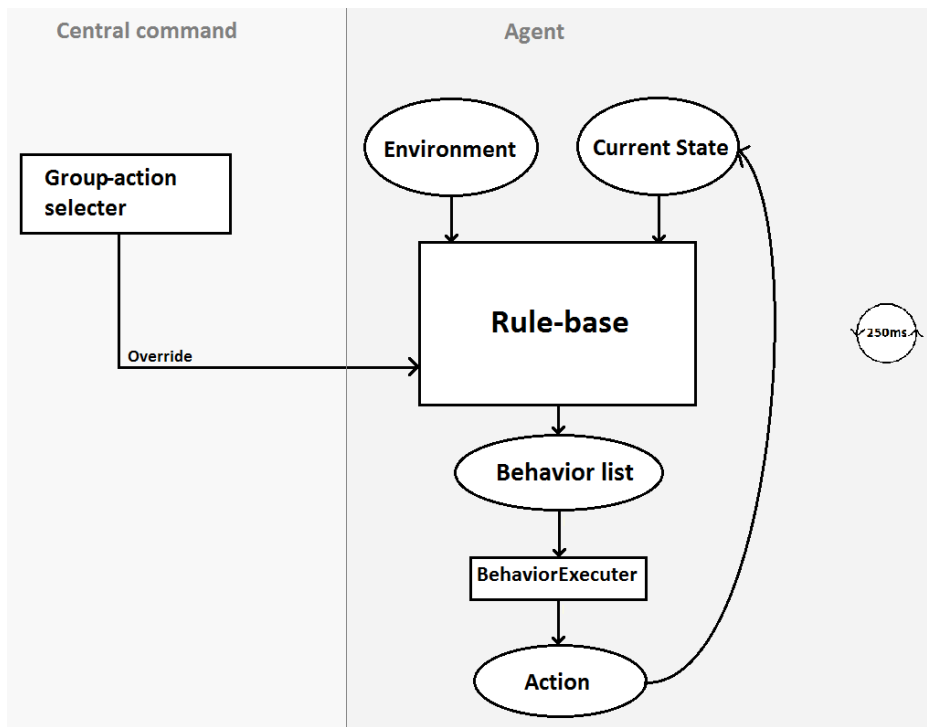 Central command
Agent
Environment
Current State
Group-action
selecter
Rule-base
250ms
Override
Behavior list
BehaviorExecuter
Action